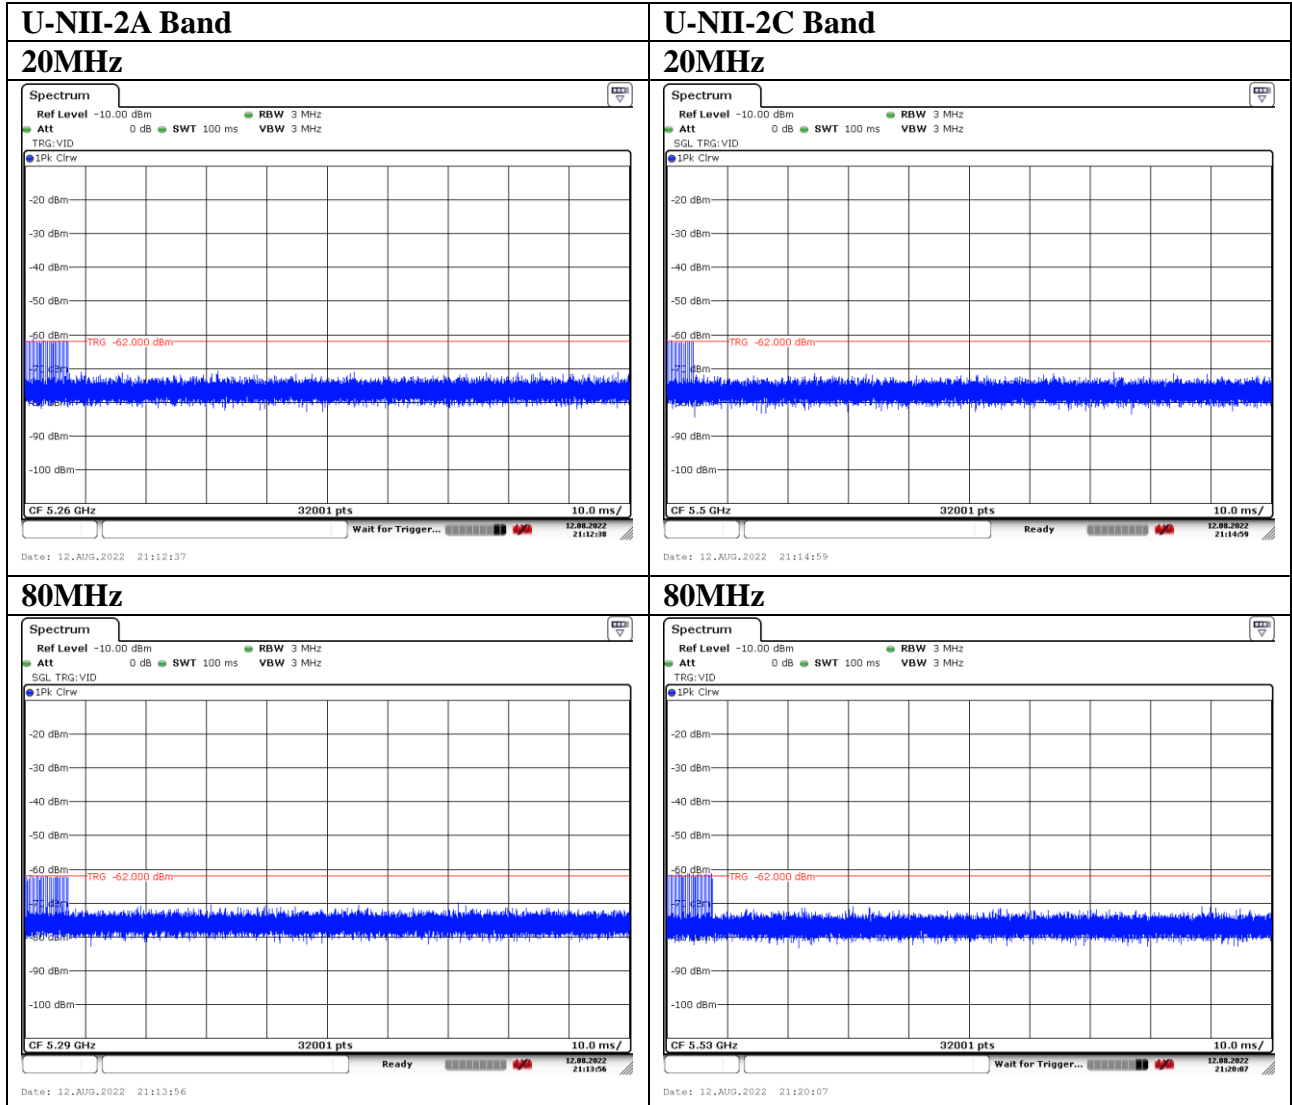 U-NII-2A Band
U-NII-2C Band
20MHz
20MHz
Spectrum
Ref Level -10.00 dBm RBW 3 MHz
Att 0 dB SWT 100 ms VBW 3 MHz
TRG:VID
1Pk Clrw
-20 dBm
-30 dBm
-40 dBm
-50 dBm
-60 dBm
TRG -62.000 dBm
-90 dBm
-100 dBm
CF 5.26 GHz 32001 pts 10.0 ms/
Wait for Trigger... 12.08.2022
21:12:38
Date: 12.AUG.2022 21:12:37
Spectrum
Ref Level -10.00 dBm RBW 3 MHz
Att 0 dB SWT 100 ms VBW 3 MHz
SGL TRG:VID
1Pk Clrw
-20 dBm
-30 dBm
-40 dBm
-50 dBm
-60 dBm
TRG -62.000 dBm
-90 dBm
-100 dBm
CF 5.5 GHz 32001 pts 10.0 ms/
Ready 12.08.2022
21:14:59
Date: 12.AUG.2022 21:14:59
80MHz
80MHz
Spectrum
Ref Level -10.00 dBm RBW 3 MHz
Att 0 dB SWT 100 ms VBW 3 MHz
SGL TRG:VID
1Pk Clrw
-20 dBm
-30 dBm
-40 dBm
-50 dBm
-60 dBm
TRG -62.000 dBm
-90 dBm
-100 dBm
CF 5.29 GHz 32001 pts 10.0 ms/
Ready 12.08.2022
21:13:56
Date: 12.AUG.2022 21:13:56
Spectrum
Ref Level -10.00 dBm RBW 3 MHz
Att 0 dB SWT 100 ms VBW 3 MHz
TRG:VID
1Pk Clrw
-20 dBm
-30 dBm
-40 dBm
-50 dBm
-60 dBm
TRG -62.000 dBm
-90 dBm
-100 dBm
CF 5.53 GHz 32001 pts 10.0 ms/
Wait for Trigger... 12.08.2022
21:20:07
Date: 12.AUG.2022 21:20:07